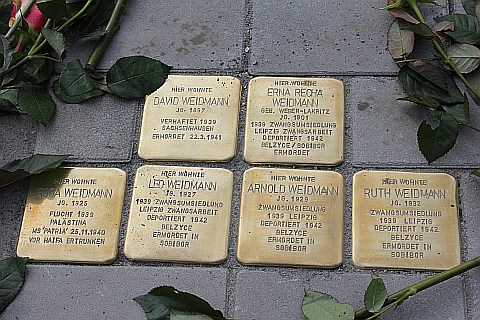 HIER WOHNTE
DAVID WEIDMANN
JG. 1897
VERHAFTET 1939
SACHSENHAUSEN
ERMORDET 22.3.1941
HIER WOHNTE
ERNA RECHA
WEIDMANN
GEB. WEIER-LAKRITZ
JG. 1901
1939 ZWANGSUMSIEDLUNG
LEIPZIG ZWANGSARBEIT
DEPORTIERT 1942
BELZYCE / SOBIBOR
ERMORDET
HIER WOHNTE
WEIDMANN
JG. 1925
FLUCHT 1939
PALÄSTINA
MS 'PATRIA' 25.11.1940
VOR HAIFA ERTRUNKEN
HIER WOHNTE
LEO WEIDMANN
JG. 1927
1939 ZWANGSUMSIEDLUNG
LEIPZIG ZWANGSARBEIT
DEPORTIERT 1942
BELZYCE
ERMORDET IN
SOBIBOR
HIER WOHNTE
ARNOLD WEIDMANN
JG. 1929
ZWANGSUMSIEDLUNG
1939 LEIPZIG
DEPORTIERT 1942
BELZYCE
ERMORDET IN
SOBIBOR
HIER WOHNTE
RUTH WEIDMANN
JG. 1932
ZWANGSUMSIEDLUNG
1939 LEIPZIG
DEPORTIERT 1942
BELZYCE
ERMORDET IN
SOBIBOR